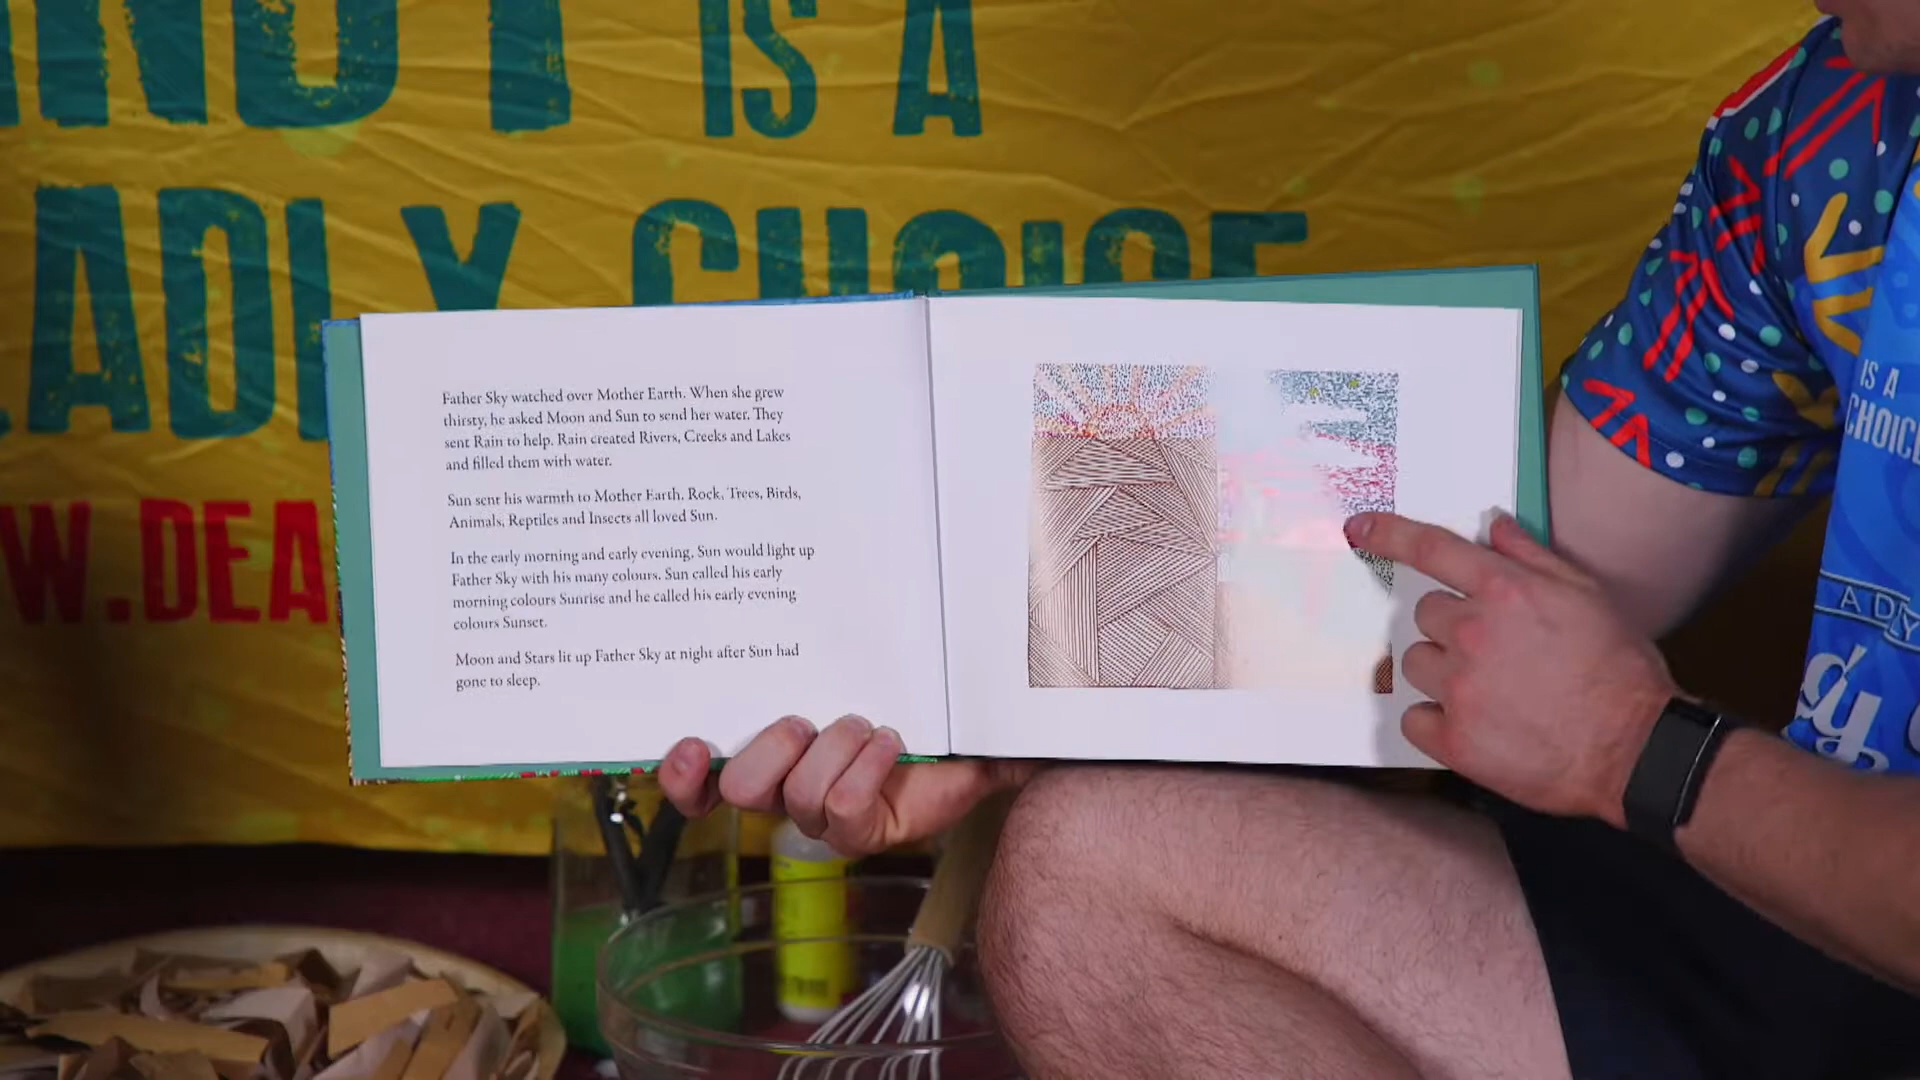 IS A
ADLY CHOICE
W.DEA
Father Sky watched over Mother Earth. When she grew
thirsty, he asked Moon and Sun to send her water. They
sent Rain to help. Rain created Rivers, Creeks and Lakes
and filled them with water.
Sun sent his warmth to Mother Earth. Rock, Trees, Birds,
Animals, Reptiles and Insects all loved Sun.
In the early morning and early evening, Sun would light up
Father Sky with his many colours. Sun called his early
morning colours Sunrise and he called his early evening
colours Sunset.
Moon and Stars lit up Father Sky at night after Sun had
gone to sleep.
IS A
CHOICE
ADLY